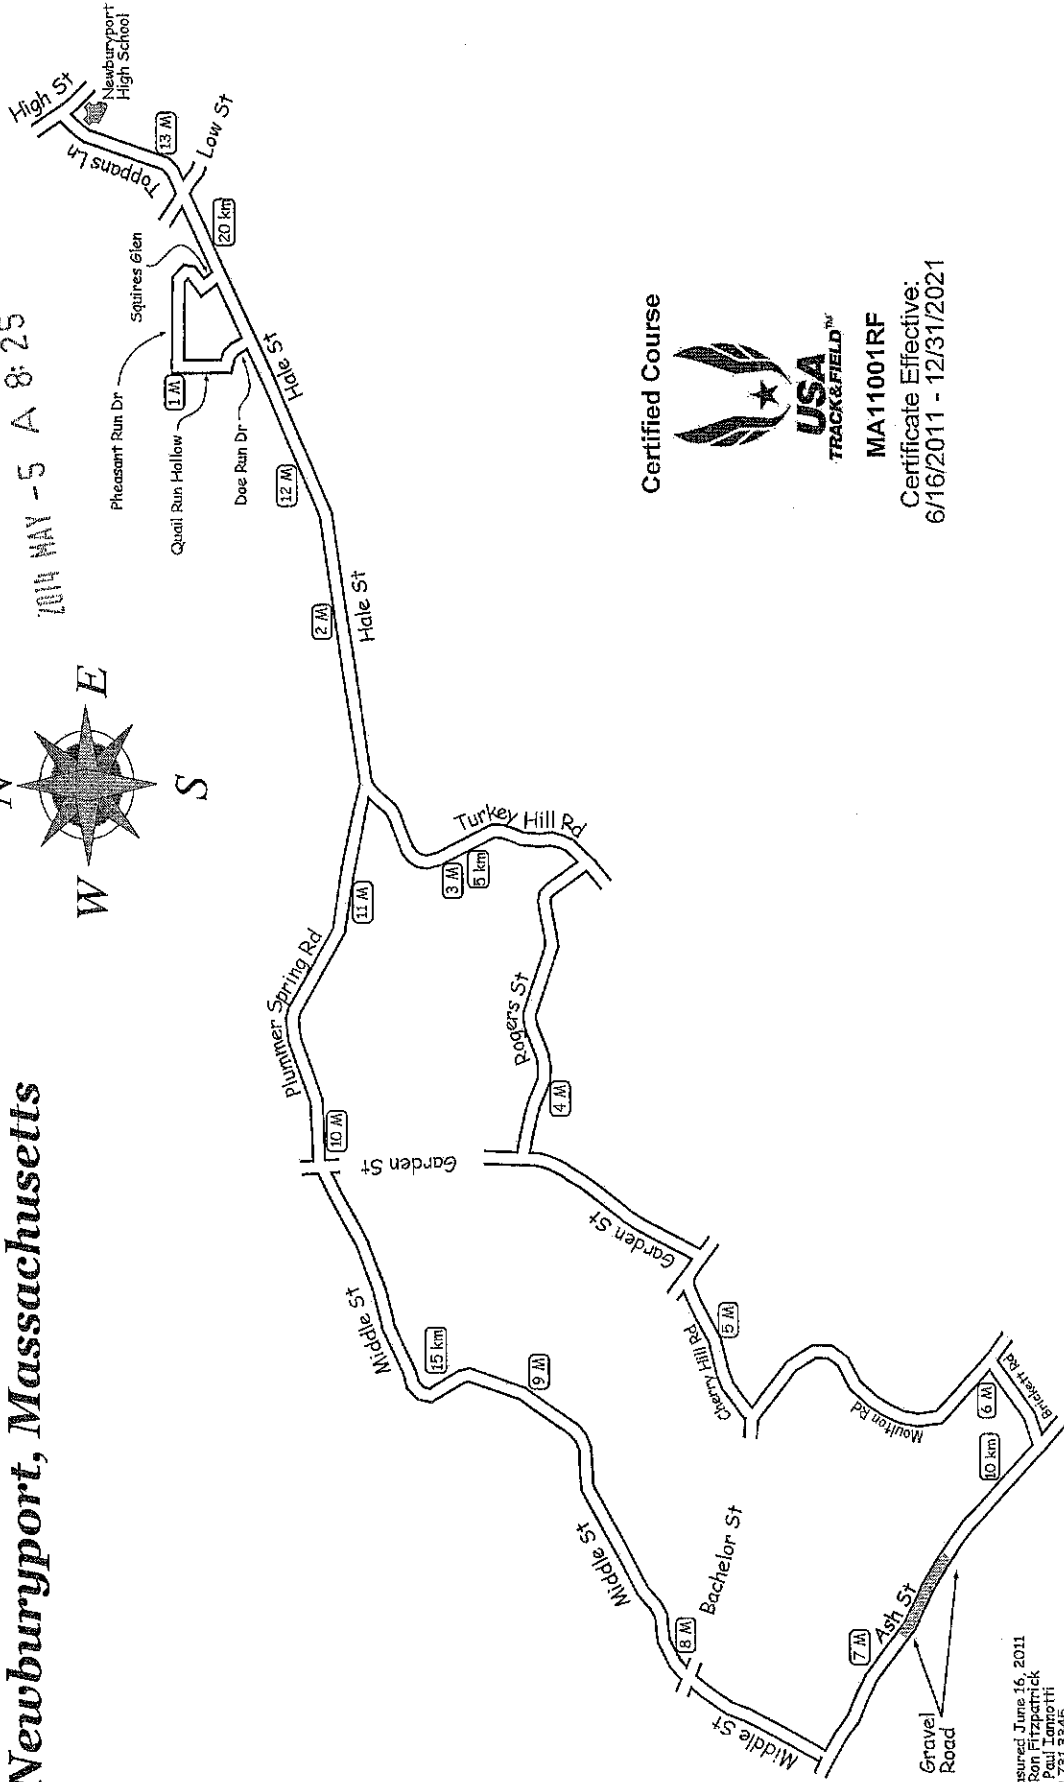 Newburyport, Massachusetts
2014 MAY -5 A 8:25
N
W
E
S
High St
Newburyport
High School
Toppans Ln
13 M
Low St
20 km
Squires Glen
Pheasant Run Dr
1 M
Quail Run Hollow
Doe Run Dr
Hale St
12 M
2 M
Hale St
Turkey Hill Rd
3 M
5 km
11 M
Plummer Spring Rd
Rogers St
4 M
10 M
Garden St
Garden St
Middle St
15 km
5 M
Cherry Hill Rd
9 M
Moulton Rd
6 M
Brickett Rd
10 km
Middle St
Bachelor St
8 M
7 M
Ash St
Middle St
Gravel
Road
Certified Course
USA
TRACK & FIELD™
MA11001RF
Certificate Effective:
6/16/2011 - 12/31/2021
June 16, 2011
Ron Fitzpatrick
Paul Iannotti